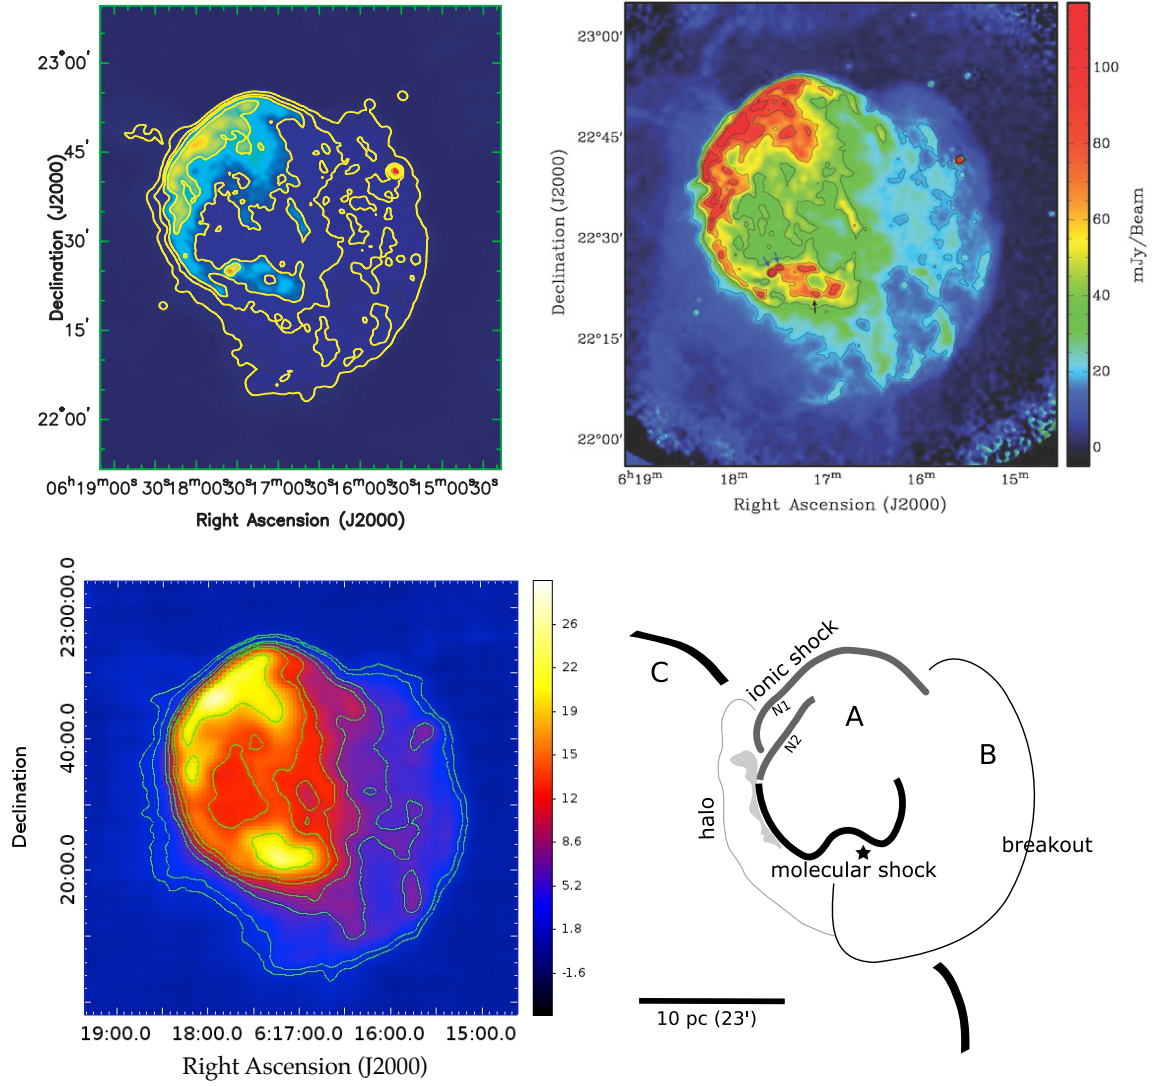 23°00'
45'
30'
15'
22°00'
Declination (J2000)
06h19m00s 30s18m00s30s17m00s30s16m00s30s15m00s30s
Right Ascension (J2000)
23°00'
22°45'
22°30'
22°15'
22°00'
Declination (J2000)
6h19m 18m 17m 16m 15m
Right Ascension (J2000)
100
80
60
40
20
0
mJy/Beam
23:00:00.0
40:00.0
20:00.0
Declination
19:00.0 18:00.0 6:17:00.0 16:00.0 15:00.0
Right Ascension (J2000)
26
22
19
15
12
8.6
5.2
1.8
-1.6
C
ionic shock
N1
A
N2
B
halo
breakout
molecular shock
10 pc (23')